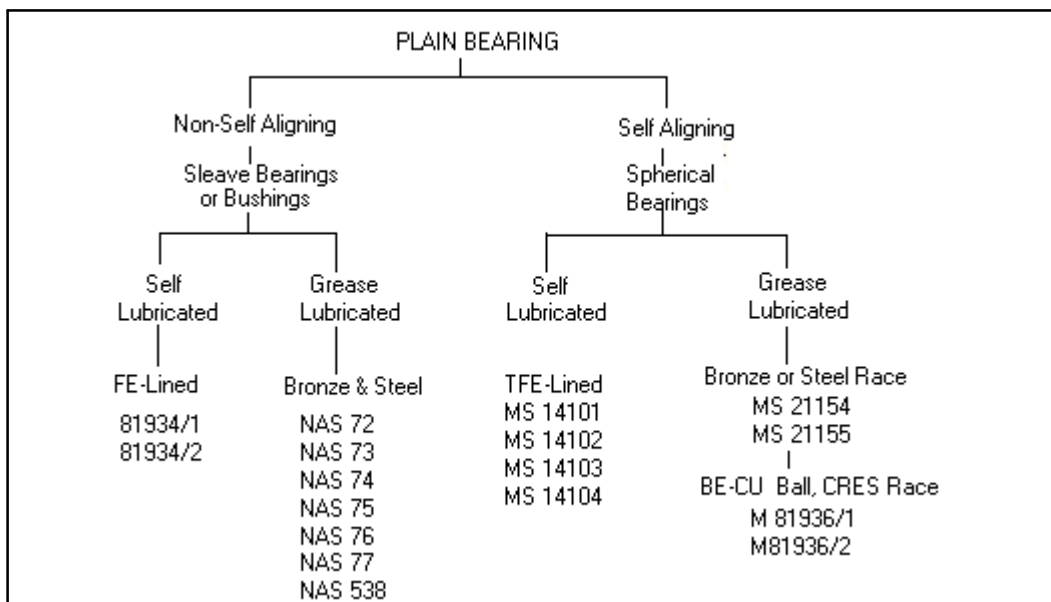 PLAIN BEARING
Non-Self Aligning
Sleave Bearings
or Bushings
Self
Lubricated
FE-Lined
81934/1
81934/2
Grease
Lubricated
Bronze & Steel
NAS 72
NAS 73
NAS 74
NAS 75
NAS 76
NAS 77
NAS 538
Self Aligning
Spherical
Bearings
Self
Lubricated
TFE-Lined
MS 14101
MS 14102
MS 14103
MS 14104
Grease
Lubricated
Bronze or Steel Race
MS 21154
MS 21155
BE-CU Ball, CRES Race
M 81936/1
M81936/2